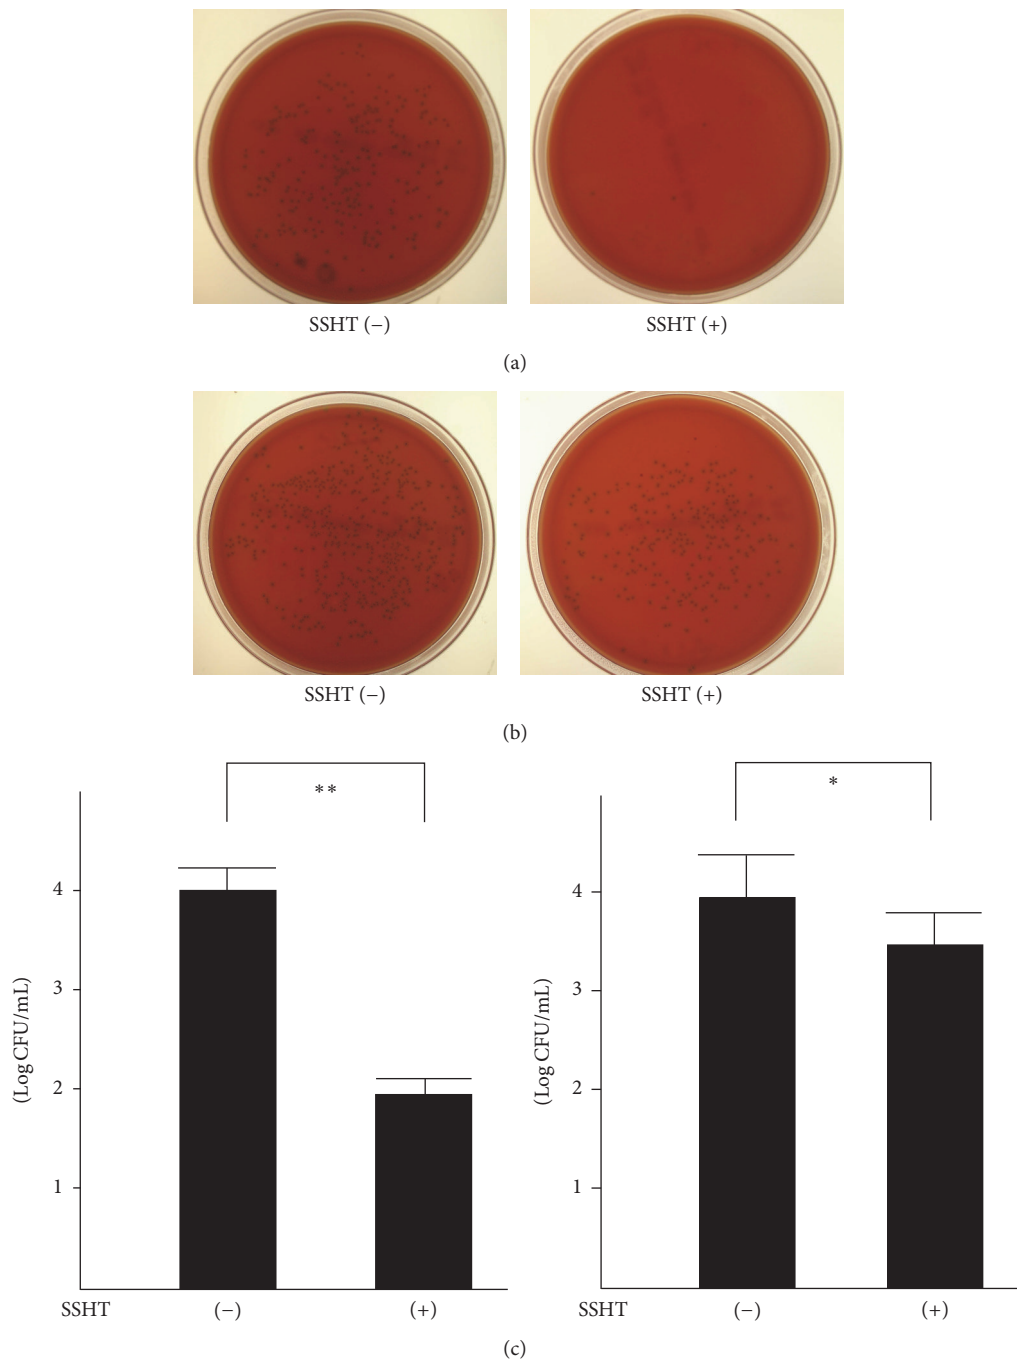 SSHT (−) SSHT (+)
(a)
SSHT (−) SSHT (+)
(b)
**
4
3
2
1
(Log CFU/mL)
SSHT (−) (+)
*
4
3
2
1
(Log CFU/mL)
SSHT (−) (+)
(c)